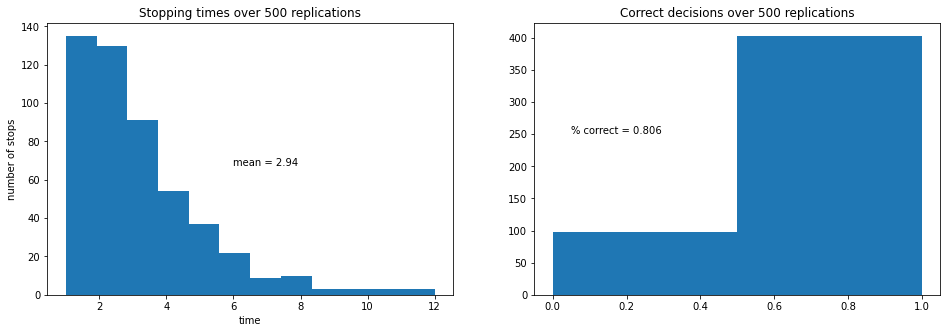 Stopping times over 500 replications
140
120
100
80
60
40
20
0
number of stops
mean = 2.94
2 4 6 8 10 12
time
Correct decisions over 500 replications
400
350
300
250
200
150
100
50
0
% correct = 0.806
0.0 0.2 0.4 0.6 0.8 1.0